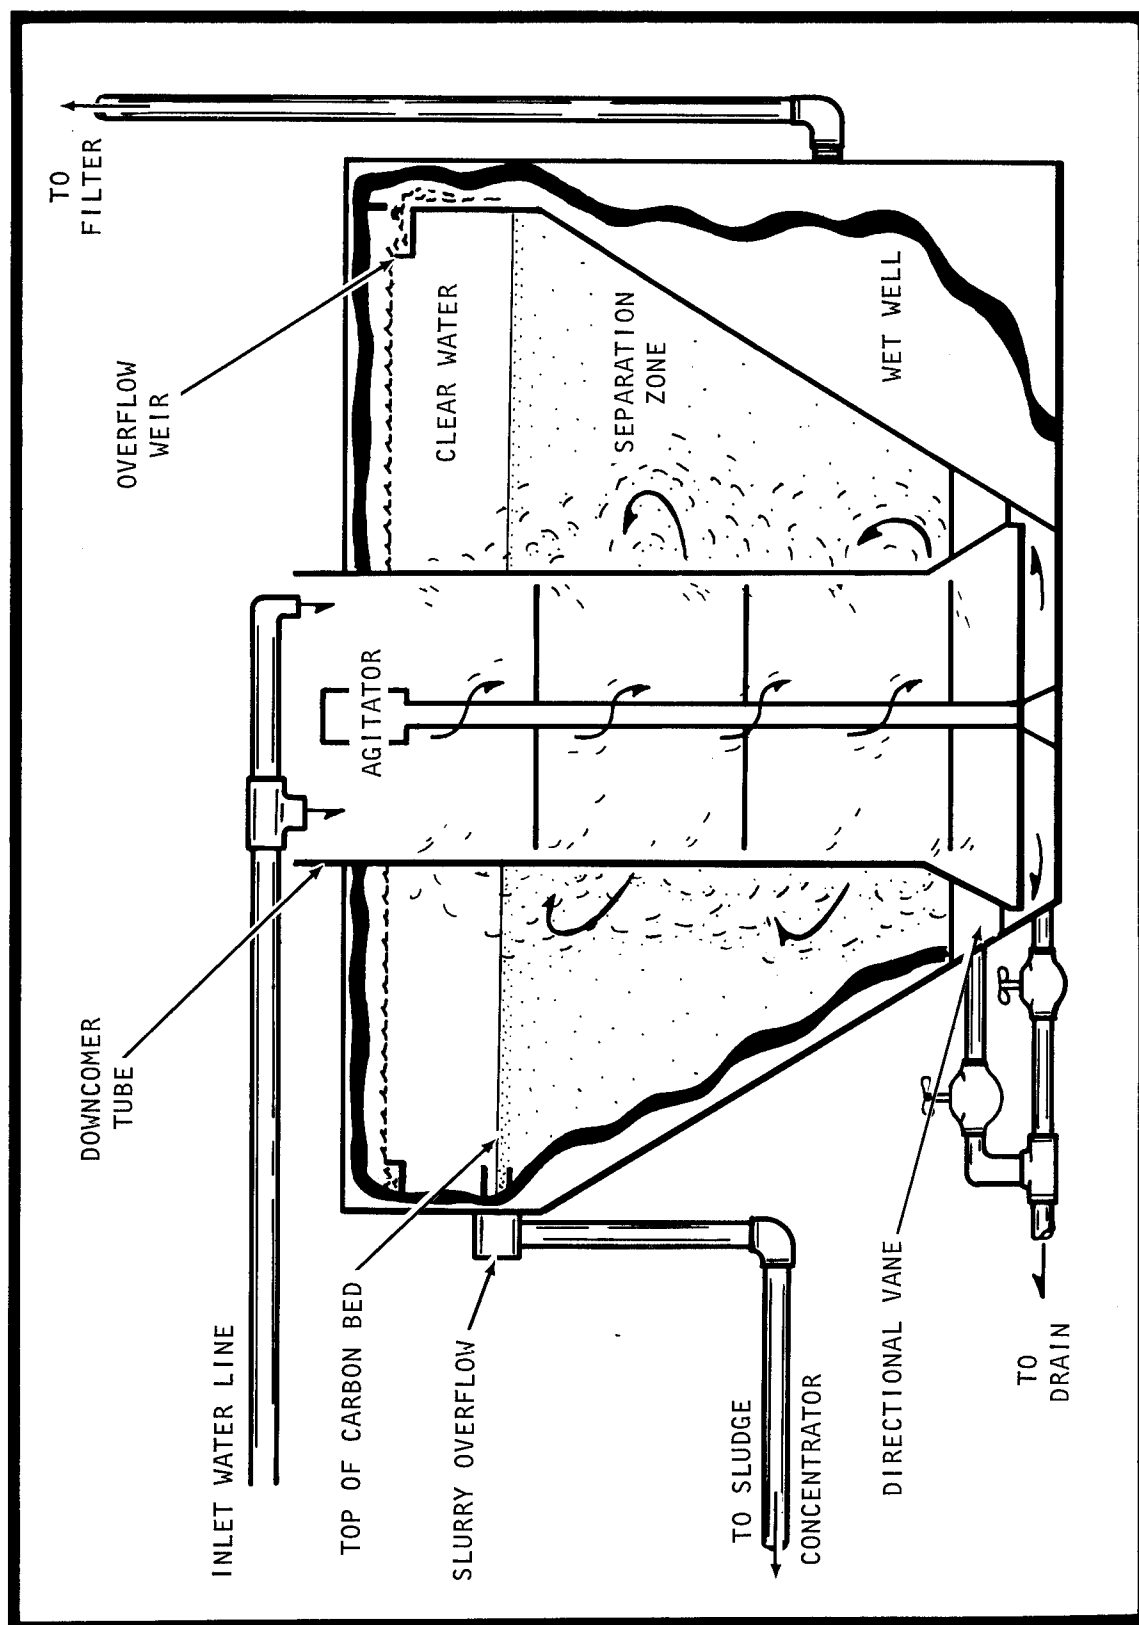 INLET WATER LINE
DOWNCOMER
TUBE
OVERFLOW
WEIR
TO
FILTER
TOP OF CARBON BED
AGITATOR
CLEAR WATER
SLURRY OVERFLOW
SEPARATION
ZONE
TO SLUDGE
CONCENTRATOR
DIRECTIONAL VANE
WET WELL
TO
DRAIN